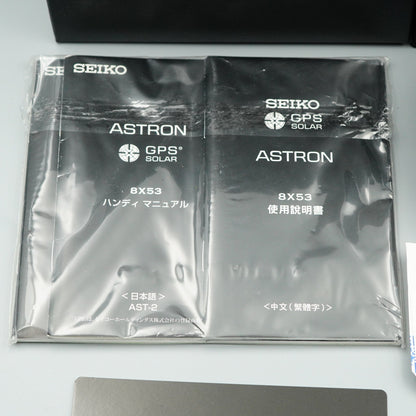 SE
SEIKO
ASTRON
GPS®
SOLAR
8X53
ハンディ マニュアル
<日本語>
AST-2
SEIKO
GPS
SOLAR
ASTRON
8X53
使用說明書
<中文(繁體字)>